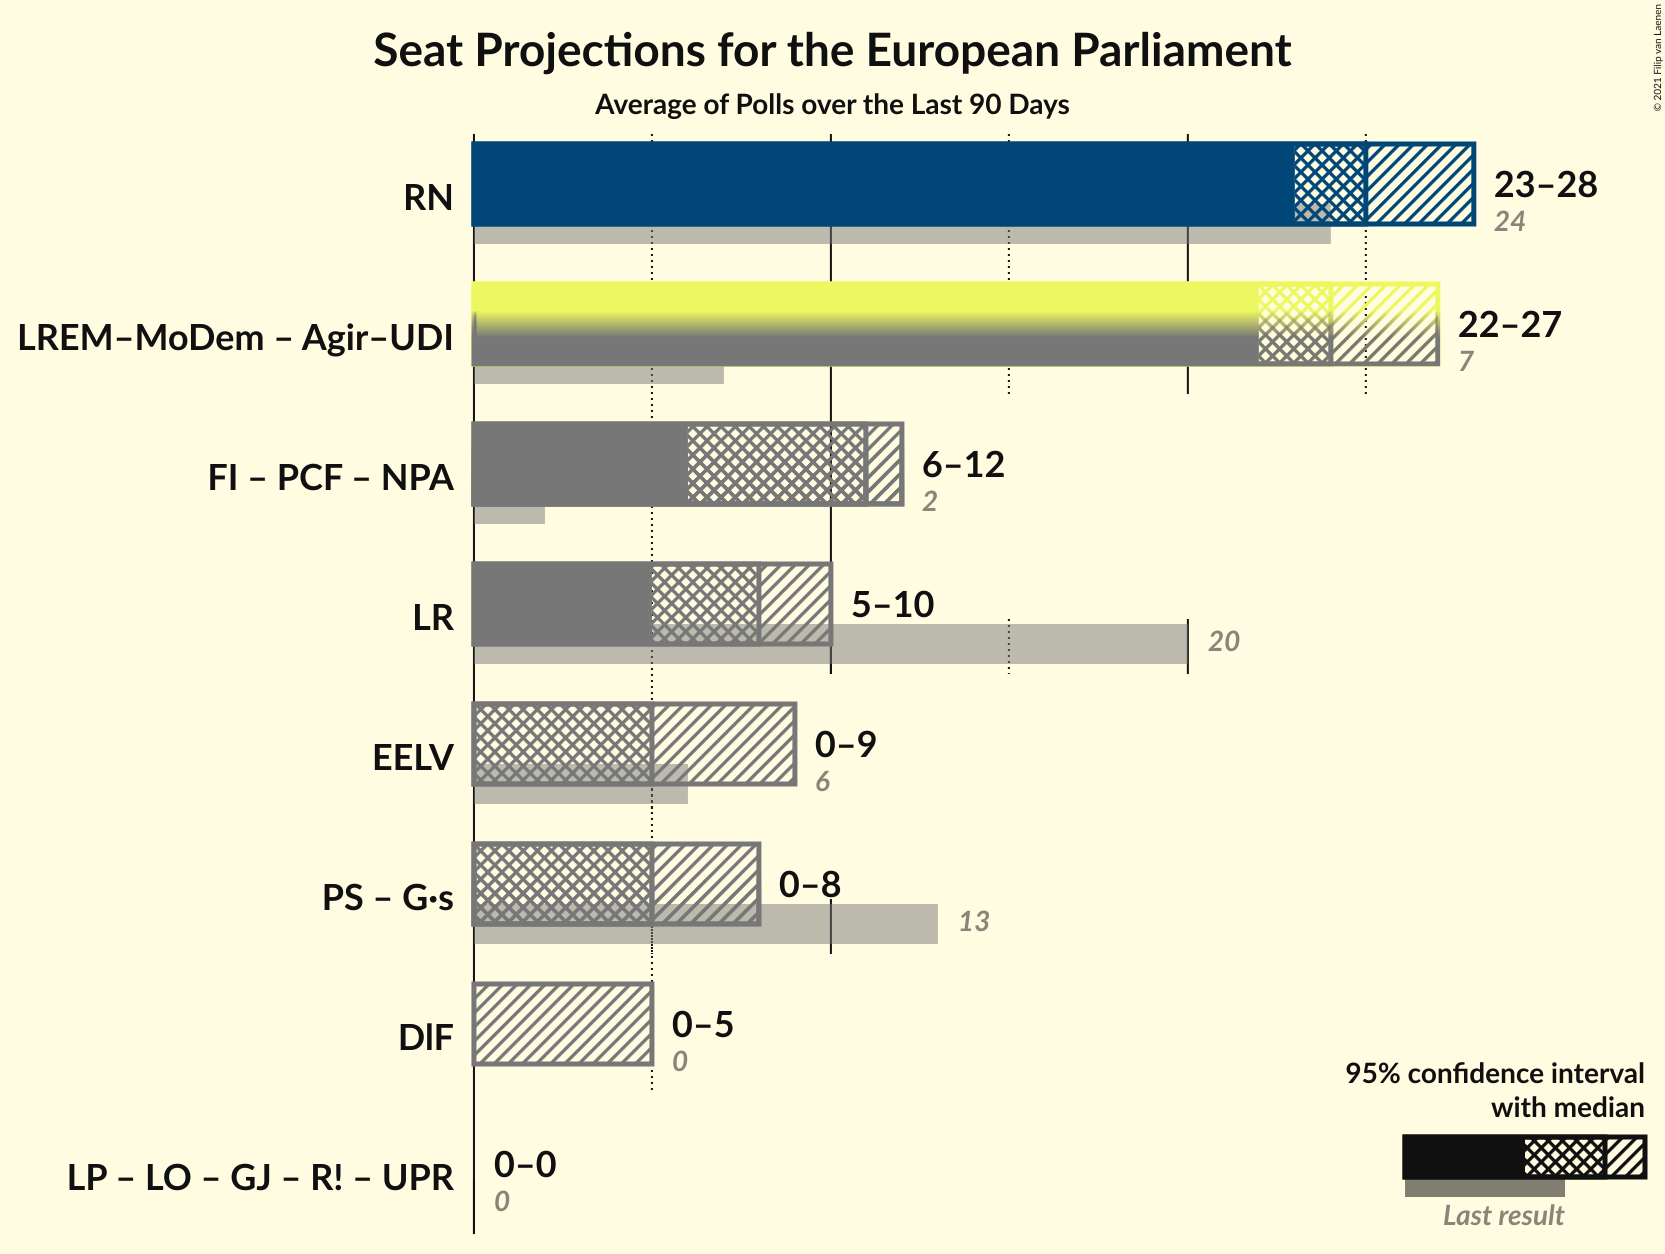 Seat Projections for the European Parliament
Average of Polls over the Last 90 Days
© 2021 Filip van Laenen
RN
23–28
24
LREM–MoDem – Agir–UDI
22–27
7
FI – PCF – NPA
6–12
2
LR
5–10
20
EELV
0–9
6
PS – G·s
0–8
13
DlF
0–5
0
LP – LO – GJ – R! – UPR
0–0
0
95% confidence interval
with median
Last result